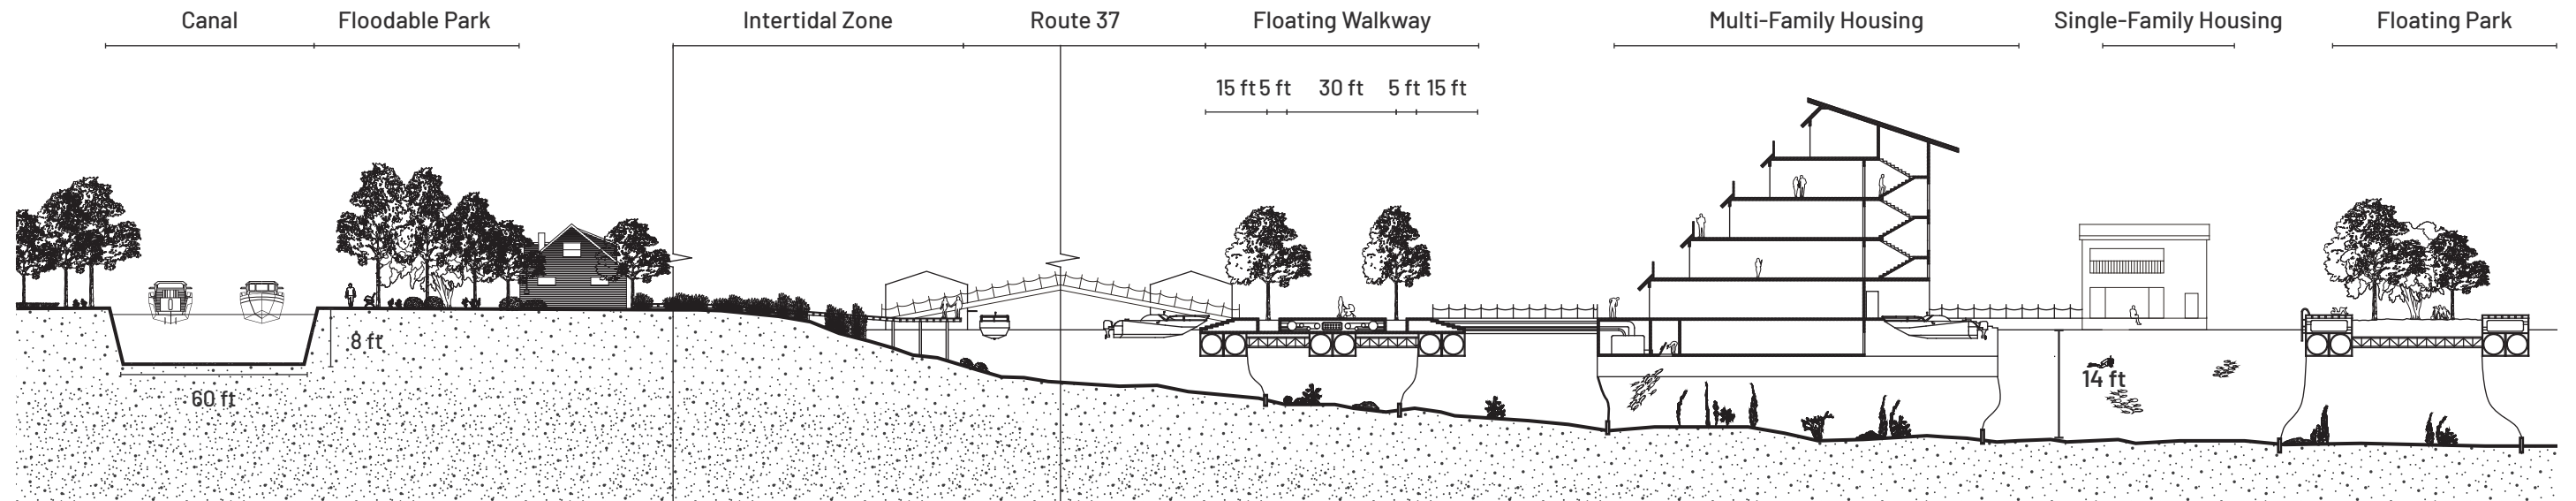 Canal Floodable Park Intertidal Zone Route 37 Floating Walkway Multi-Family Housing Single-Family Housing Floating Park
15 ft 5 ft 30 ft 5 ft 15 ft
8 ft
14 ft
60 ft